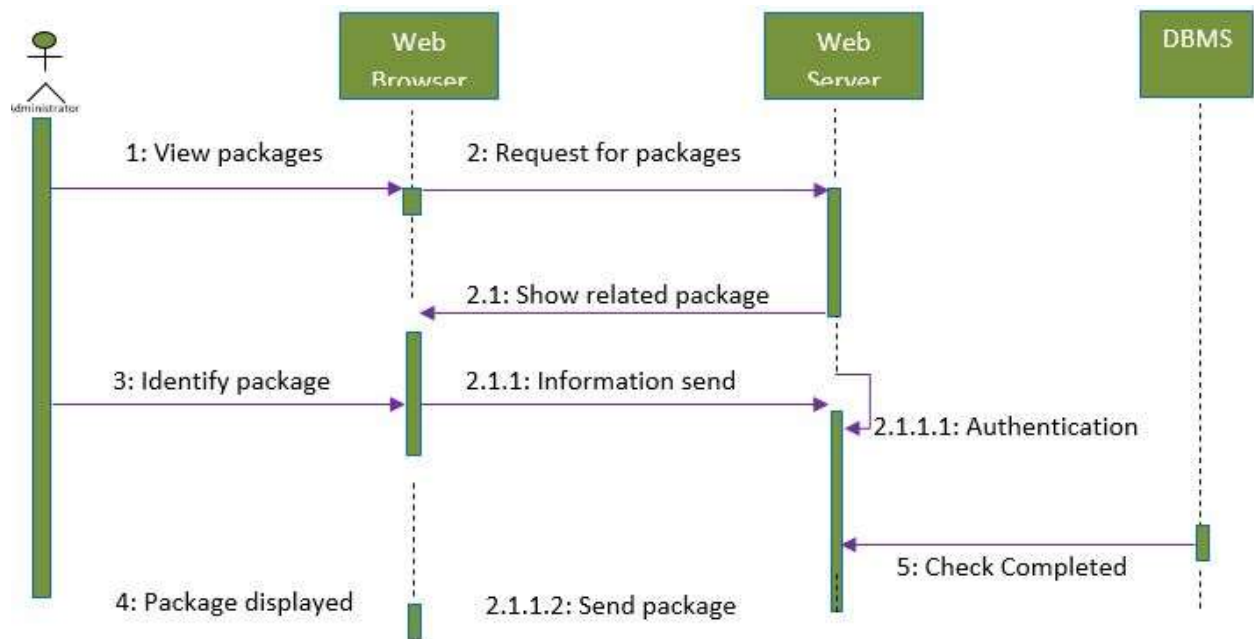 Web
Browser
Web
Server
DBMS
Administrator
1: View packages
2: Request for packages
2.1: Show related package
3: Identify package
2.1.1: Information send
2.1.1.1: Authentication
5: Check Completed
4: Package displayed
2.1.1.2: Send package